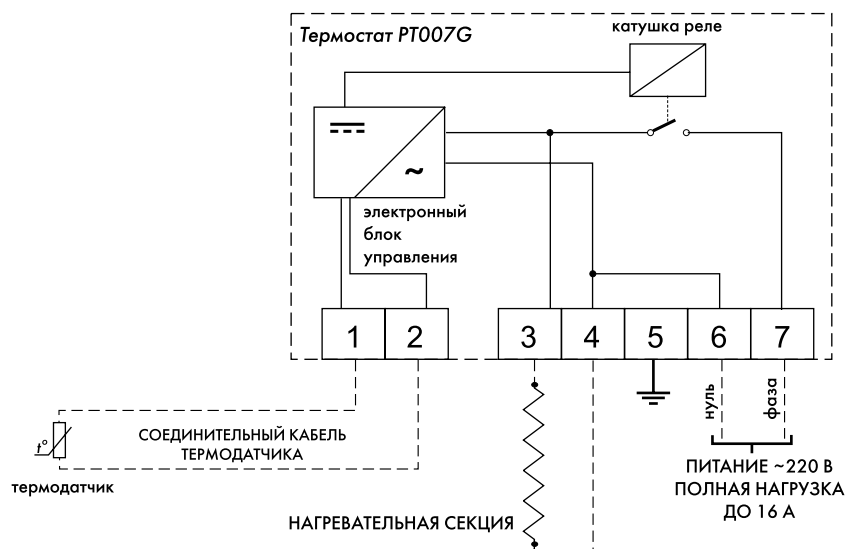 Термостат PT007G
катушка реле
~
электронный
блок
управления
1 2 3 4 5 6 7
нуль
фаза
t°
СОЕДИНИТЕЛЬНЫЙ КАБЕЛЬ
ТЕРМОДАТЧИКА
термодатчик
ПИТАНИЕ ~220 В
ПОЛНАЯ НАГРУЗКА
ДО 16 А
НАГРЕВАТЕЛЬНАЯ СЕКЦИЯ